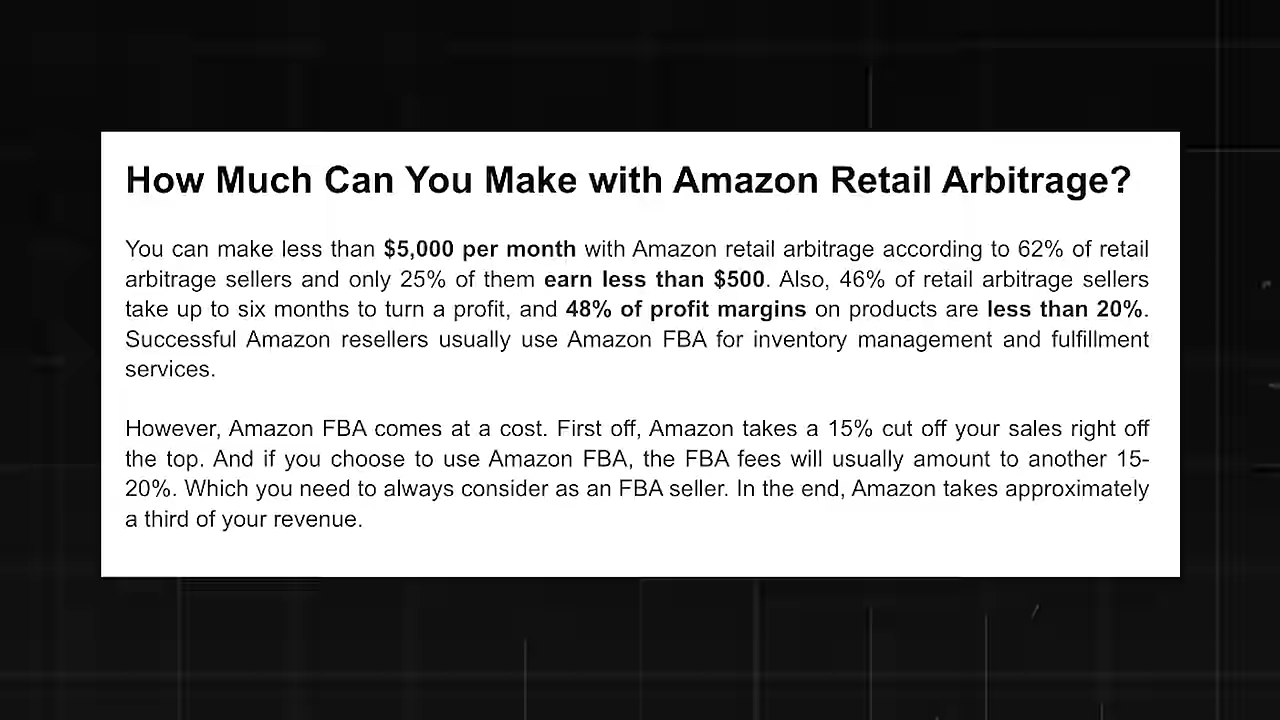 How Much Can You Make with Amazon Retail Arbitrage?
You can make less than $5,000 per month with Amazon retail arbitrage according to 62% of retail
arbitrage sellers and only 25% of them earn less than $500. Also, 46% of retail arbitrage sellers
take up to six months to turn a profit, and 48% of profit margins on products are less than 20%.
Successful Amazon resellers usually use Amazon FBA for inventory management and fulfillment
services.
However, Amazon FBA comes at a cost. First off, Amazon takes a 15% cut off your sales right off
the top. And if you choose to use Amazon FBA, the FBA fees will usually amount to another 15-
20%. Which you need to always consider as an FBA seller. In the end, Amazon takes approximately
a third of your revenue.